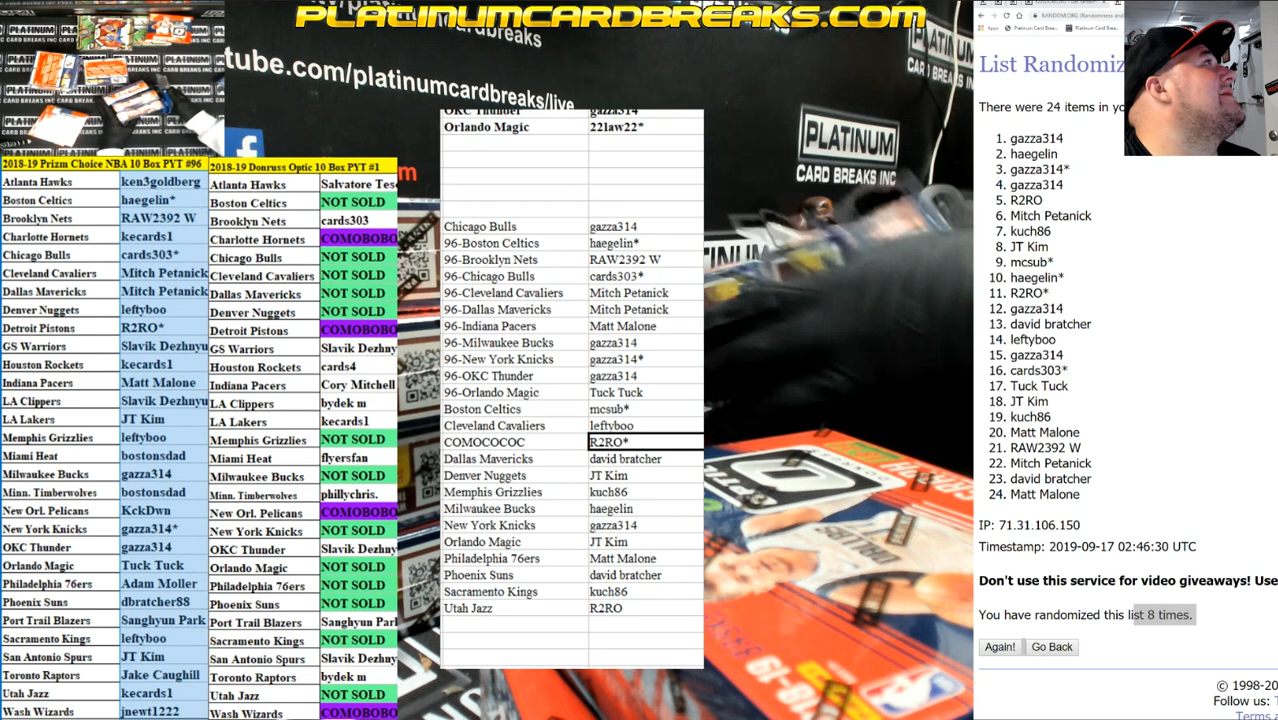 PLATINUMCARDBREAKS.COM
cardbreaks
tube.com/platinumcardbreaks/live
PLATINUM
CARD BREAKS INC
2018-19 Prizm Choice NBA 10 Box PYT #96
Atlanta Hawks ken3goldberg
Boston Celtics haegelin*
Brooklyn Nets RAW2392 W
Charlotte Hornets kecards1
Chicago Bulls cards303*
Cleveland Cavaliers Mitch Petanick
Dallas Mavericks Mitch Petanick
Denver Nuggets leftyboo
Detroit Pistons R2RO*
GS Warriors Slavik Dezhnyu
Houston Rockets kecards1
Indiana Pacers Matt Malone
LA Clippers Slavik Dezhnyu
LA Lakers JT Kim
Memphis Grizzlies leftyboo
Miami Heat bostonsdad
Milwaukee Bucks gazza314
Minn. Timberwolves bostonsdad
New Orl. Pelicans KckDwn
New York Knicks gazza314*
OKC Thunder gazza314
Orlando Magic Tuck Tuck
Philadelphia 76ers Adam Moller
Phoenix Suns dbratcher88
Port Trail Blazers Sanghyun Park
Sacramento Kings leftyboo
San Antonio Spurs JT Kim
Toronto Raptors Jake Caughill
Utah Jazz kecards1
Wash Wizards jnewt1222
2018-19 Donruss Optic 10 Box PYT #1
Atlanta Hawks Salvatore Tes
Boston Celtics NOT SOLD
Brooklyn Nets cards303
Charlotte Hornets COMOBOBO
Chicago Bulls NOT SOLD
Cleveland Cavaliers NOT SOLD
Dallas Mavericks NOT SOLD
Denver Nuggets NOT SOLD
Detroit Pistons COMOBOBO
GS Warriors Slavik Dezhny
Houston Rockets cards4
Indiana Pacers Cory Mitchell
LA Clippers bydek m
LA Lakers kecards1
Memphis Grizzlies NOT SOLD
Miami Heat flyersfan
Milwaukee Bucks NOT SOLD
Minn. Timberwolves phillychris.
New Orl. Pelicans COMOBOBO
New York Knicks NOT SOLD
OKC Thunder Slavik Dezhn
Orlando Magic NOT SOLD
Philadelphia 76ers NOT SOLD
Phoenix Suns NOT SOLD
Port Trail Blazers Sanghyun Parl
Sacramento Kings NOT SOLD
San Antonio Spurs Slavik Dezhn
Toronto Raptors bydek m
Utah Jazz NOT SOLD
Wash Wizards COMOBOBO
OKC Thunder gazza314
Orlando Magic 22law22*
Chicago Bulls gazza314
96-Boston Celtics haegelin*
96-Brooklyn Nets RAW2392 W
96-Chicago Bulls cards303*
96-Cleveland Cavaliers Mitch Petanick
96-Dallas Mavericks Mitch Petanick
96-Indiana Pacers Matt Malone
96-Milwaukee Bucks gazza314
96-New York Knicks gazza314*
96-OKC Thunder gazza314
96-Orlando Magic Tuck Tuck
Boston Celtics mcsub*
Cleveland Cavaliers leftyboo
COMOCOCOC R2RO*
Dallas Mavericks david bratcher
Denver Nuggets JT Kim
Memphis Grizzlies kuch86
Milwaukee Bucks haegelin
New York Knicks gazza314
Orlando Magic JT Kim
Philadelphia 76ers Matt Malone
Phoenix Suns david bratcher
Sacramento Kings kuch86
Utah Jazz R2RO
List Randomiz
There were 24 items in yo
1. gazza314
2. haegelin
3. gazza314*
4. gazza314
5. R2RO
6. Mitch Petanick
7. kuch86
8. JT Kim
9. mcsub*
10. haegelin*
11. R2RO*
12. gazza314
13. david bratcher
14. leftyboo
15. gazza314
16. cards303*
17. Tuck Tuck
18. JT Kim
19. kuch86
20. Matt Malone
21. RAW2392 W
22. Mitch Petanick
23. david bratcher
24. Matt Malone
IP: 71.31.106.150
Timestamp: 2019-09-17 02:46:30 UTC
Don't use this service for video giveaways! Use
You have randomized this list 8 times.
Again! Go Back
© 1998-20
Follow us:
Terms a